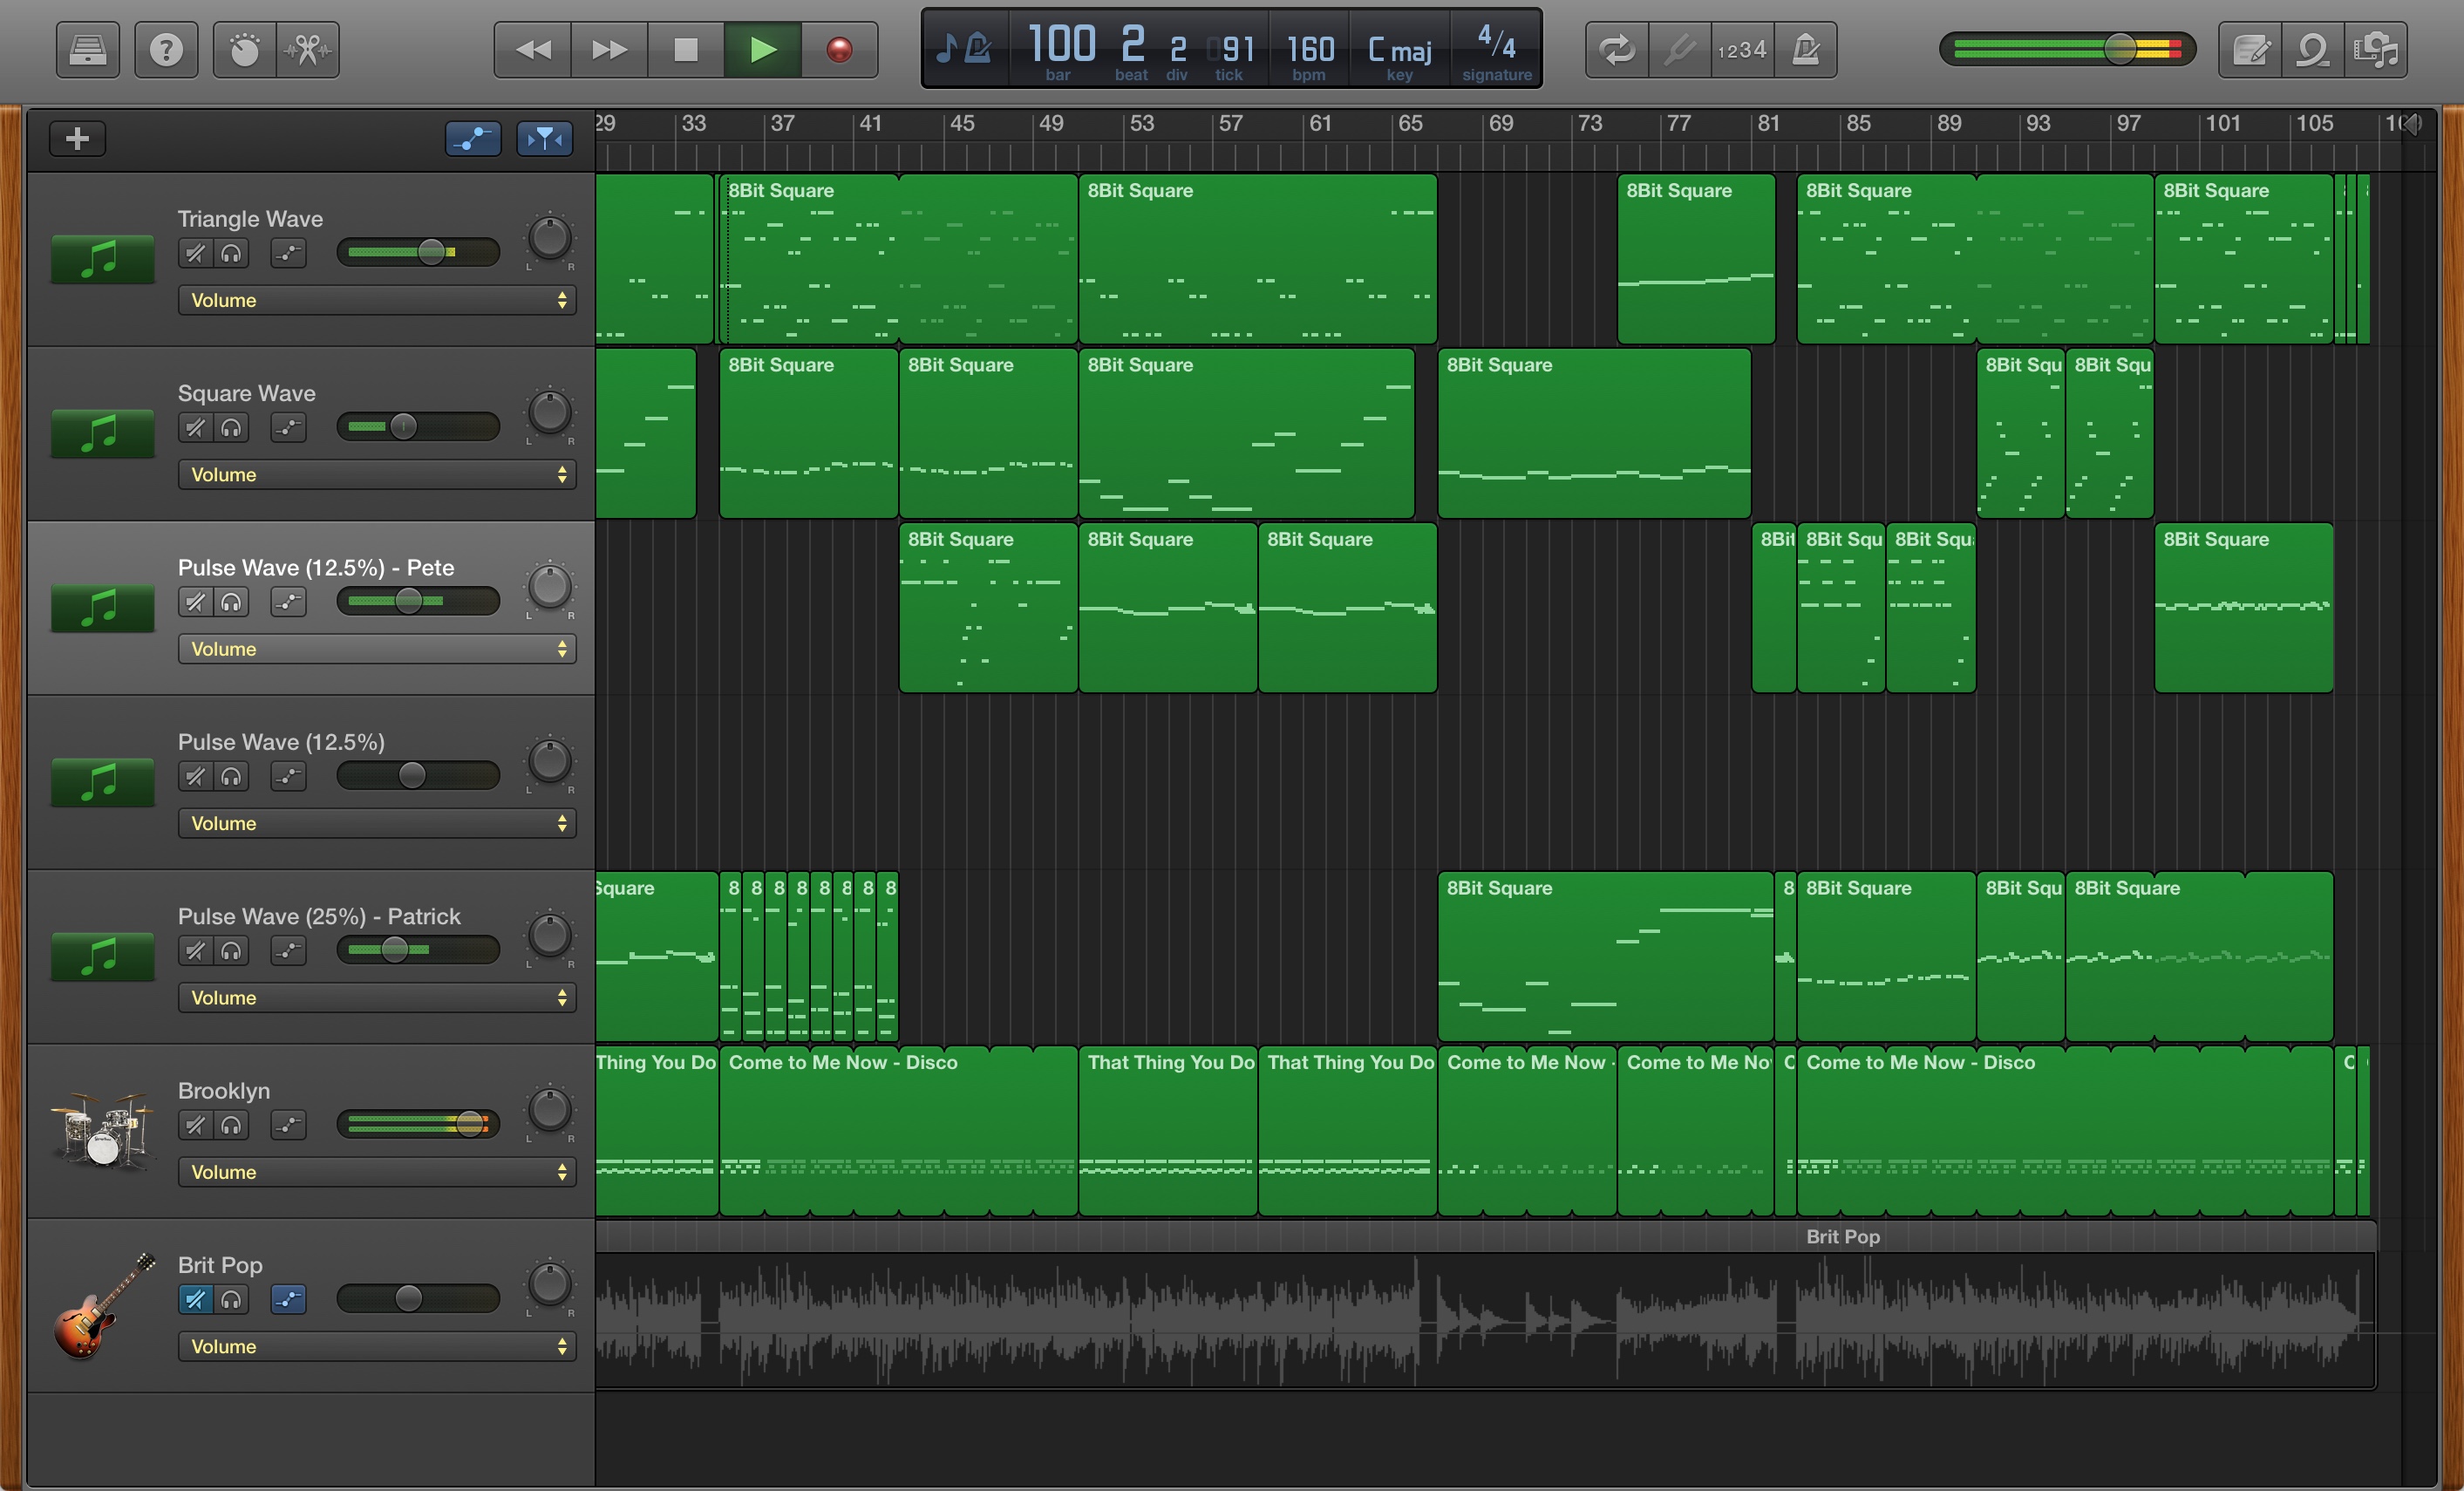 100 2 2 091 160 C maj 4/4
bar beat div tick bpm key signature
1234
29 33 37 41 45 49 53 57 61 65 69 73 77 81 85 89 93 97 101 105
Triangle Wave
L R
Volume
8Bit Square 8Bit Square 8Bit Square 8Bit Square 8Bit Square
Square Wave
L R
Volume
8Bit Square 8Bit Square 8Bit Square 8Bit Square 8Bit Squ 8Bit Squ
Pulse Wave (12.5%) - Pete
L R
Volume
8Bit Square 8Bit Square 8Bit Square 8Bit 8Bit Squ 8Bit Squ 8Bit Square
Pulse Wave (12.5%)
L R
Volume
Pulse Wave (25%) - Patrick
L R
Volume
Square 8 8 8 8 8 8 8 8 8Bit Square 8 8Bit Square 8Bit Squ 8Bit Square
Brooklyn
L R
Volume
Thing You Do Come to Me Now - Disco That Thing You Do That Thing You Do Come to Me Now - Come to Me No C Come to Me Now - Disco C
Brit Pop
L R
Volume
Brit Pop